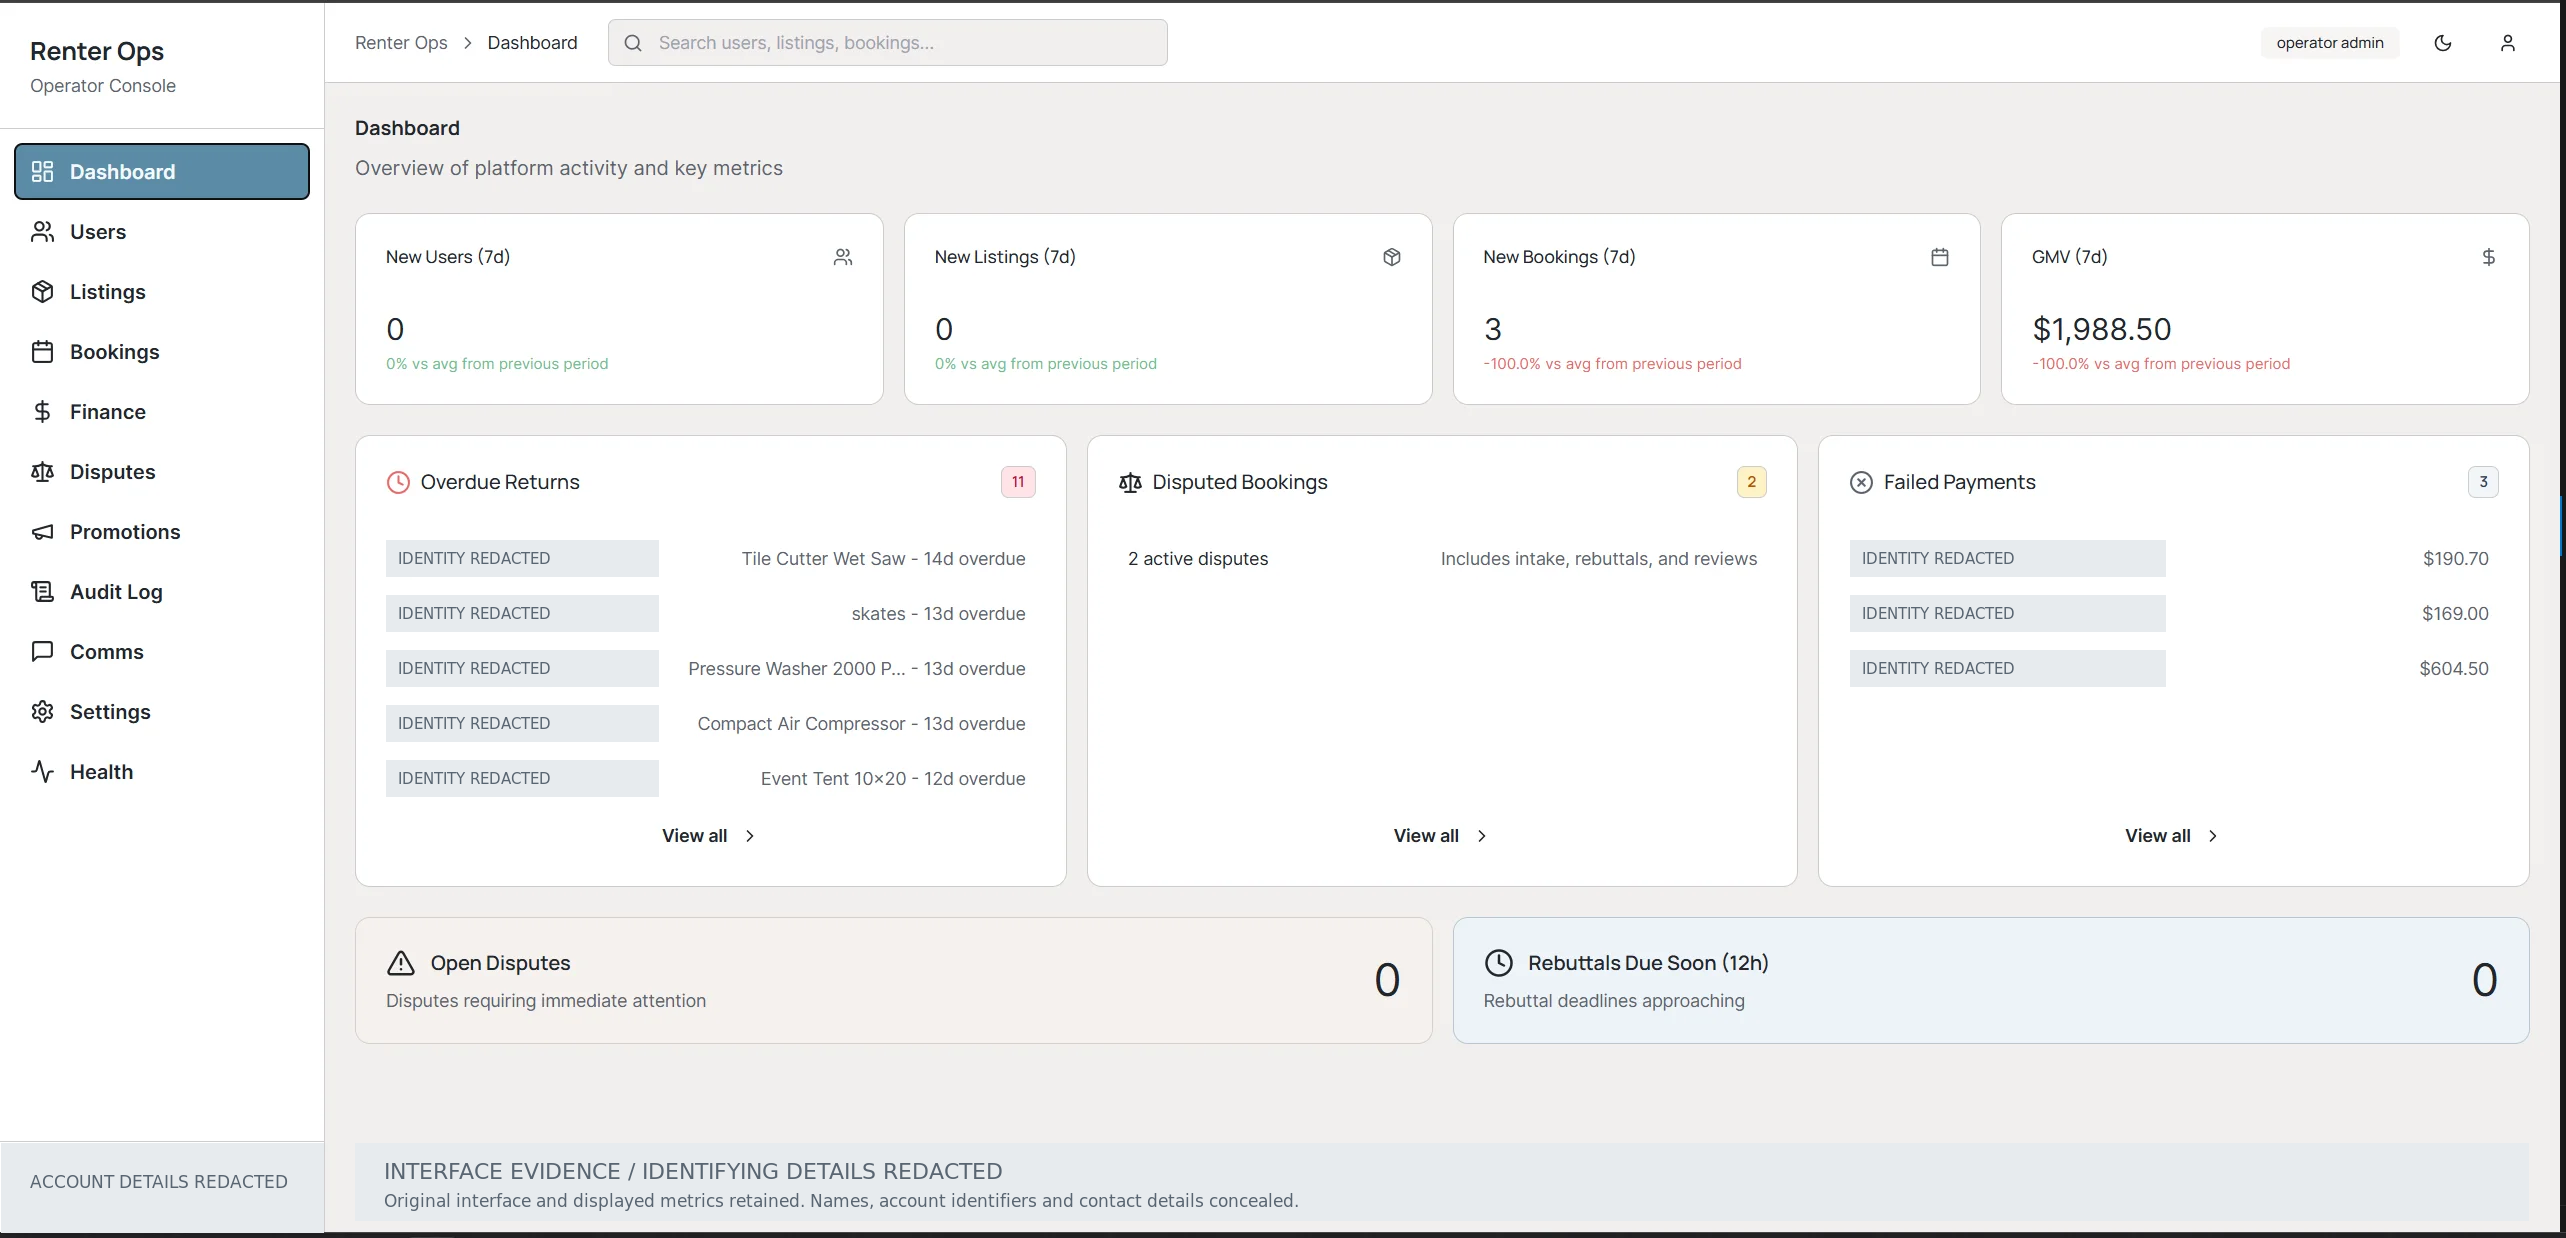 Renter Ops
Operator Console
Dashboard
Users
Listings
Bookings
Finance
Disputes
Promotions
Audit Log
Comms
Settings
Health
ACCOUNT DETAILS REDACTED
Renter Ops > Dashboard
Search users, listings, bookings...
operator admin
Dashboard
Overview of platform activity and key metrics
New Users (7d)
0
0% vs avg from previous period
New Listings (7d)
0
0% vs avg from previous period
New Bookings (7d)
3
-100.0% vs avg from previous period
GMV (7d)
$1,988.50
-100.0% vs avg from previous period
Overdue Returns 11
IDENTITY REDACTED Tile Cutter Wet Saw - 14d overdue
IDENTITY REDACTED skates - 13d overdue
IDENTITY REDACTED Pressure Washer 2000 P... - 13d overdue
IDENTITY REDACTED Compact Air Compressor - 13d overdue
IDENTITY REDACTED Event Tent 10×20 - 12d overdue
View all
Disputed Bookings 2
2 active disputes Includes intake, rebuttals, and reviews
View all
Failed Payments 3
IDENTITY REDACTED $190.70
IDENTITY REDACTED $169.00
IDENTITY REDACTED $604.50
View all
Open Disputes
Disputes requiring immediate attention
0
Rebuttals Due Soon (12h)
Rebuttal deadlines approaching
0
INTERFACE EVIDENCE / IDENTIFYING DETAILS REDACTED
Original interface and displayed metrics retained. Names, account identifiers and contact details concealed.